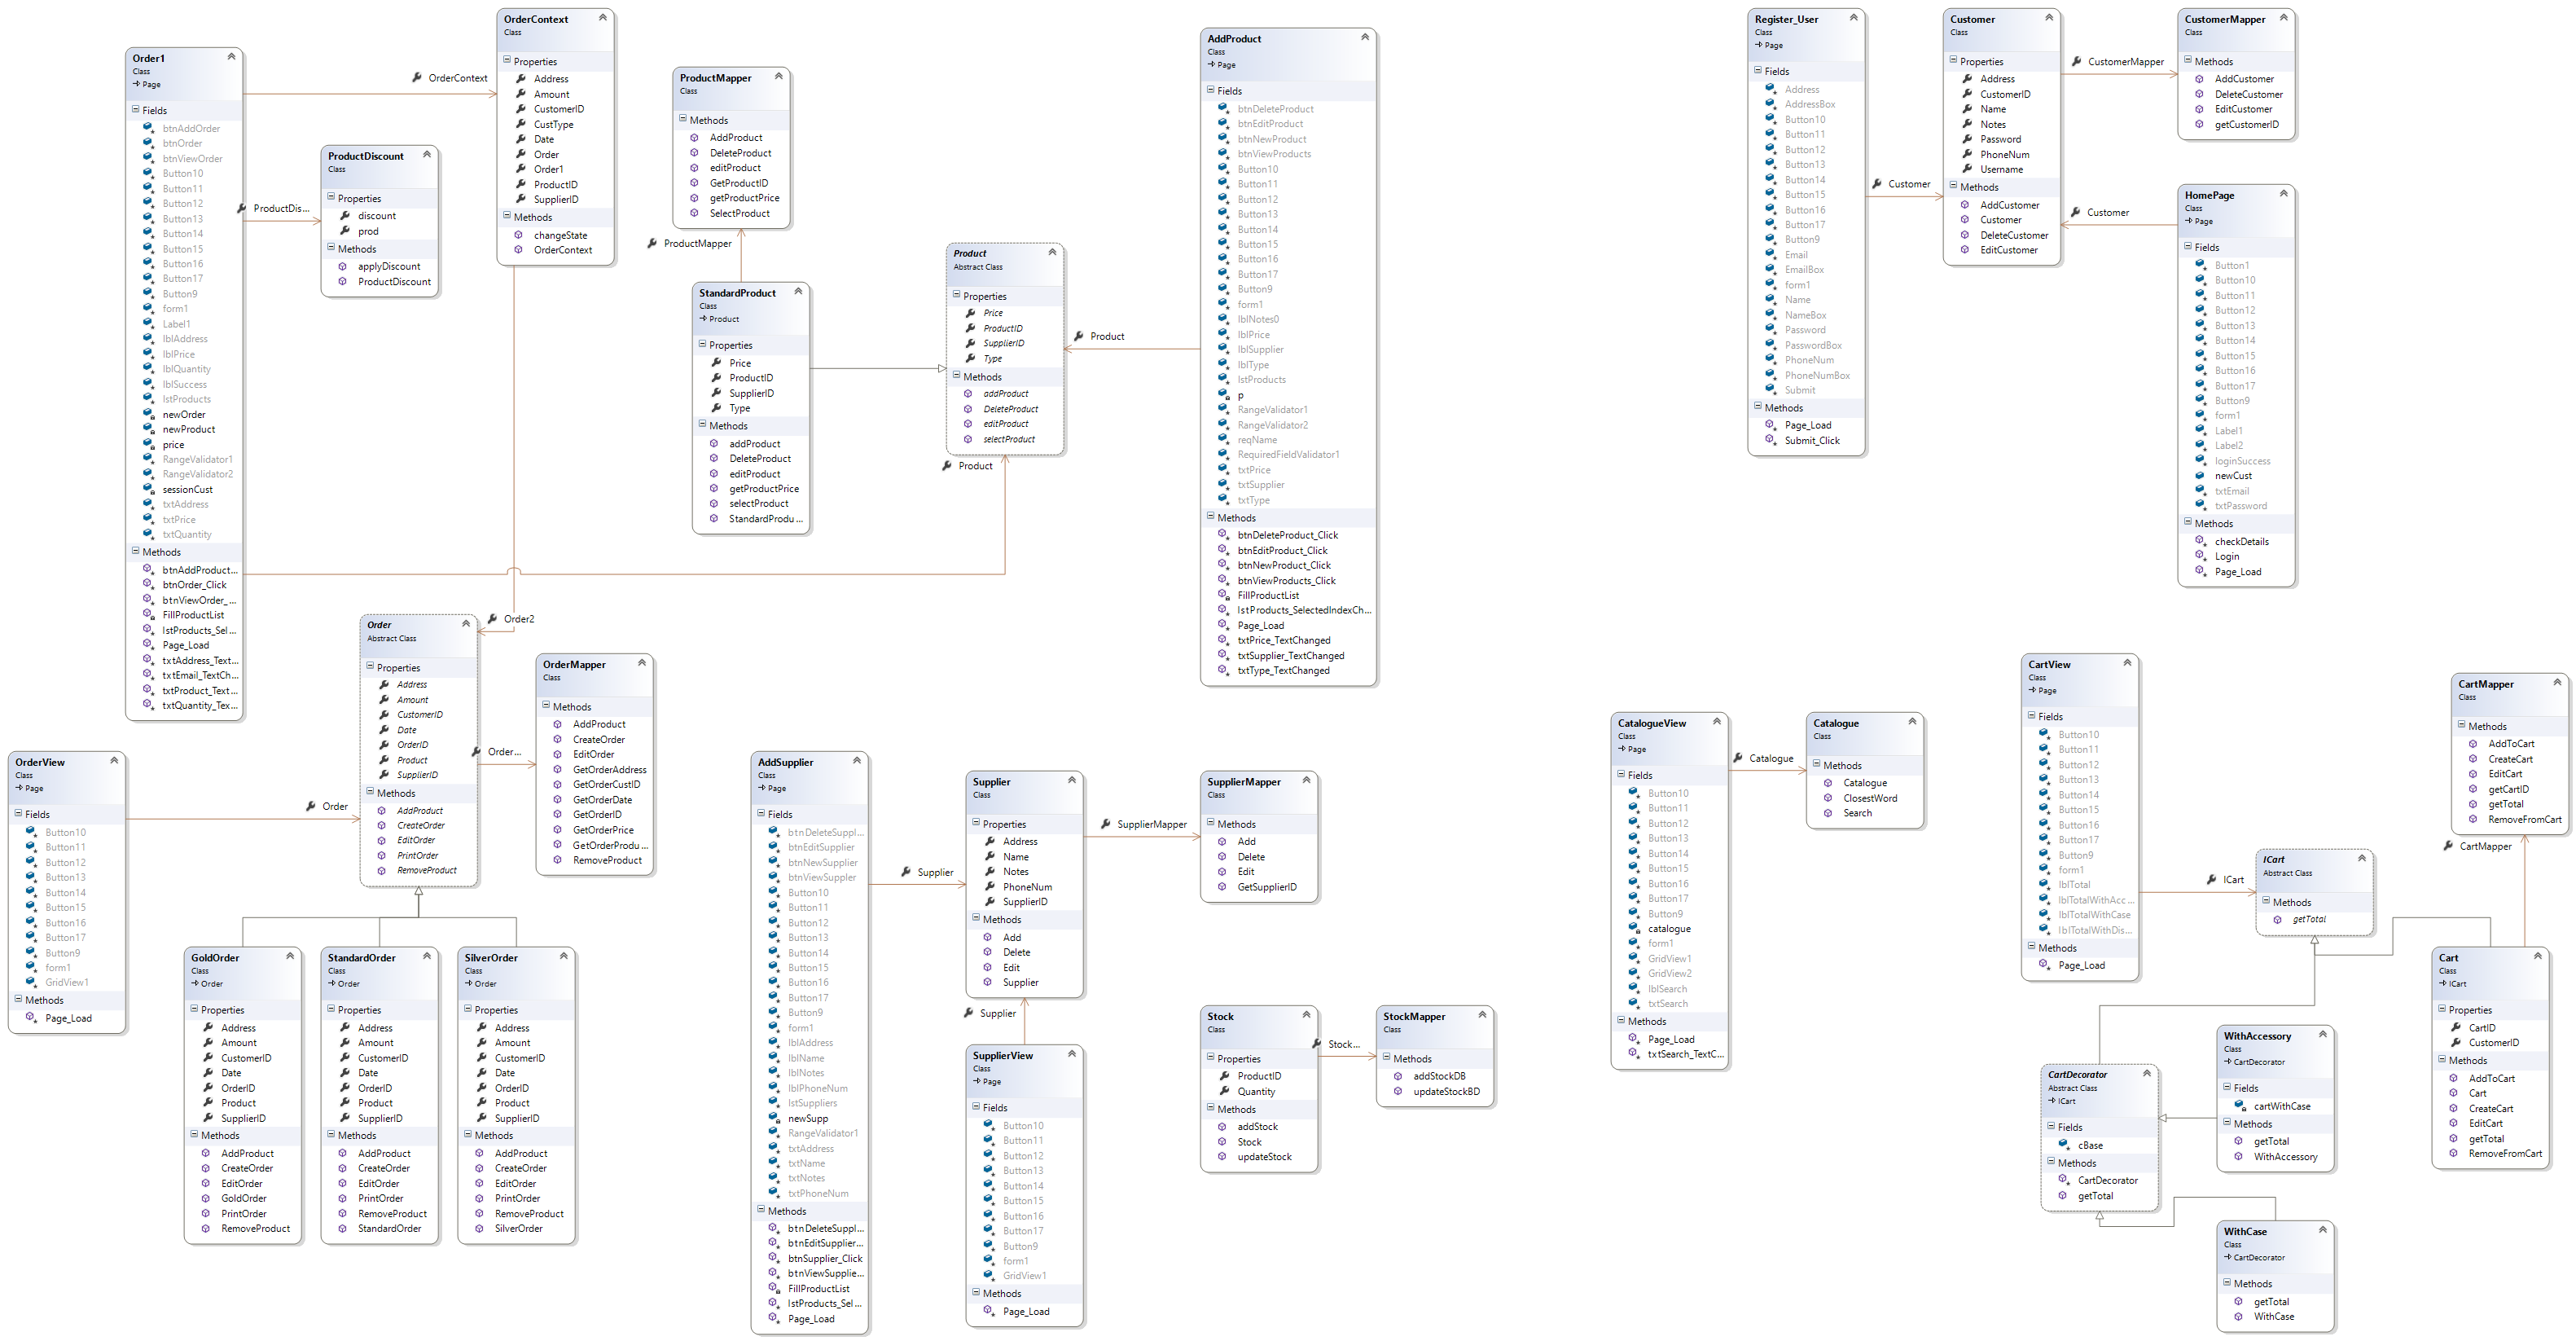 Order1
Class
Page
Fields
btnAddOrder
btnOrder
btnViewOrder
Button10
Button11
Button12
Button13
Button14
Button15
Button16
Button17
Button9
form1
Label1
lblAddress
lblPrice
lblQuantity
lblSuccess
lstProducts
newOrder
newProduct
price
RangeValidator1
RangeValidator2
sessionCust
txtAddress
txtPrice
txtQuantity
Methods
btnAddProduct...
btnOrder_Click
btnViewOrder_...
FillProductList
lstProducts_Sel...
Page_Load
txtAddress_Text...
txtEmail_TextCh...
txtProduct_Text...
txtQuantity_Tex...
OrderContext
ProductDis...
ProductDiscount
Class
Properties
discount
prod
Methods
applyDiscount
ProductDiscount
OrderContext
Class
Properties
Address
Amount
CustomerID
CustType
Date
Order
Order1
ProductID
SupplierID
Methods
changeState
OrderContext
Order2
ProductMapper
Class
Methods
AddProduct
DeleteProduct
editProduct
GetProductID
getProductPrice
SelectProduct
ProductMapper
StandardProduct
Class
Product
Properties
Price
ProductID
SupplierID
Type
Methods
addProduct
DeleteProduct
editProduct
getProductPrice
selectProduct
StandardProdu...
Product
Abstract Class
Properties
Price
ProductID
SupplierID
Type
Methods
addProduct
DeleteProduct
editProduct
selectProduct
Product
Product
AddProduct
Class
Page
Fields
btnDeleteProduct
btnEditProduct
btnNewProduct
btnViewProducts
Button10
Button11
Button12
Button13
Button14
Button15
Button16
Button17
Button9
form1
lblNotes0
lblPrice
lblSupplier
lblType
lstProducts
p
RangeValidator1
RangeValidator2
reqName
RequiredFieldValidator1
txtPrice
txtSupplier
txtType
Methods
btnDeleteProduct_Click
btnEditProduct_Click
btnNewProduct_Click
btnViewProducts_Click
FillProductList
lstProducts_SelectedIndexCh...
Page_Load
txtPrice_TextChanged
txtSupplier_TextChanged
txtType_TextChanged
Register_User
Class
Page
Fields
Address
AddressBox
Button10
Button11
Button12
Button13
Button14
Button15
Button16
Button17
Button9
Email
EmailBox
form1
Name
NameBox
Password
PasswordBox
PhoneNum
PhoneNumBox
Submit
Methods
Page_Load
Submit_Click
Customer
Customer
Class
Properties
Address
CustomerID
Name
Notes
Password
PhoneNum
Username
Methods
AddCustomer
Customer
DeleteCustomer
EditCustomer
CustomerMapper
CustomerMapper
Class
Methods
AddCustomer
DeleteCustomer
EditCustomer
getCustomerID
Customer
HomePage
Class
Page
Fields
Button1
Button10
Button11
Button12
Button13
Button14
Button15
Button16
Button17
Button9
form1
Label1
Label2
loginSuccess
newCust
txtEmail
txtPassword
Methods
checkDetails
Login
Page_Load
OrderView
Class
Page
Fields
Button10
Button11
Button12
Button13
Button14
Button15
Button16
Button17
Button9
form1
GridView1
Methods
Page_Load
Order
Order
Abstract Class
Properties
Address
Amount
CustomerID
Date
OrderID
Product
SupplierID
Methods
AddProduct
CreateOrder
EditOrder
PrintOrder
RemoveProduct
Order...
OrderMapper
Class
Methods
AddProduct
CreateOrder
EditOrder
GetOrderAddress
GetOrderCustID
GetOrderDate
GetOrderID
GetOrderPrice
GetOrderProdu...
RemoveProduct
GoldOrder
Class
Order
Properties
Address
Amount
CustomerID
Date
OrderID
Product
SupplierID
Methods
AddProduct
CreateOrder
EditOrder
GoldOrder
PrintOrder
RemoveProduct
StandardOrder
Class
Order
Properties
Address
Amount
CustomerID
Date
OrderID
Product
SupplierID
Methods
AddProduct
CreateOrder
EditOrder
PrintOrder
RemoveProduct
StandardOrder
SilverOrder
Class
Order
Properties
Address
Amount
CustomerID
Date
OrderID
Product
SupplierID
Methods
AddProduct
CreateOrder
EditOrder
PrintOrder
RemoveProduct
SilverOrder
AddSupplier
Class
Page
Fields
btnDeleteSuppl...
btnEditSupplier
btnNewSupplier
btnViewSuppler
Button10
Button11
Button12
Button13
Button14
Button15
Button16
Button17
Button9
form1
lblAddress
lblName
lblNotes
lblPhoneNum
lstSuppliers
newSupp
RangeValidator1
txtAddress
txtName
txtNotes
txtPhoneNum
Methods
btnDeleteSuppl...
btnEditSupplier...
btnSupplier_Click
btnViewSupplie...
FillProductList
lstProducts_Sel...
Page_Load
Supplier
Supplier
Class
Properties
Address
Name
Notes
PhoneNum
SupplierID
Methods
Add
Delete
Edit
Supplier
SupplierMapper
SupplierMapper
Class
Methods
Add
Delete
Edit
GetSupplierID
Supplier
SupplierView
Class
Page
Fields
Button10
Button11
Button12
Button13
Button14
Button15
Button16
Button17
Button9
form1
GridView1
Methods
Page_Load
Stock
Class
Properties
ProductID
Quantity
Methods
addStock
Stock
updateStock
Stock...
StockMapper
Class
Methods
addStockDB
updateStockBD
CatalogueView
Class
Page
Fields
Button10
Button11
Button12
Button13
Button14
Button15
Button16
Button17
Button9
catalogue
form1
GridView1
GridView2
lblSearch
txtSearch
Methods
Page_Load
txtSearch_TextC...
Catalogue
Catalogue
Class
Methods
Catalogue
ClosestWord
Search
CartView
Class
Page
Fields
Button10
Button11
Button12
Button13
Button14
Button15
Button16
Button17
Button9
form1
lblTotal
lblTotalWithAcc...
lblTotalWithCase
lblTotalWithDis...
Methods
Page_Load
ICart
ICart
Abstract Class
Methods
getTotal
CartMapper
Class
Methods
AddToCart
CreateCart
EditCart
getCartID
getTotal
RemoveFromCart
CartMapper
Cart
Class
ICart
Properties
CartID
CustomerID
Methods
AddToCart
Cart
CreateCart
EditCart
getTotal
RemoveFromCart
CartDecorator
Abstract Class
ICart
Fields
cBase
Methods
CartDecorator
getTotal
WithAccessory
Class
CartDecorator
Fields
cartWithCase
Methods
getTotal
WithAccessory
WithCase
Class
CartDecorator
Methods
getTotal
WithCase